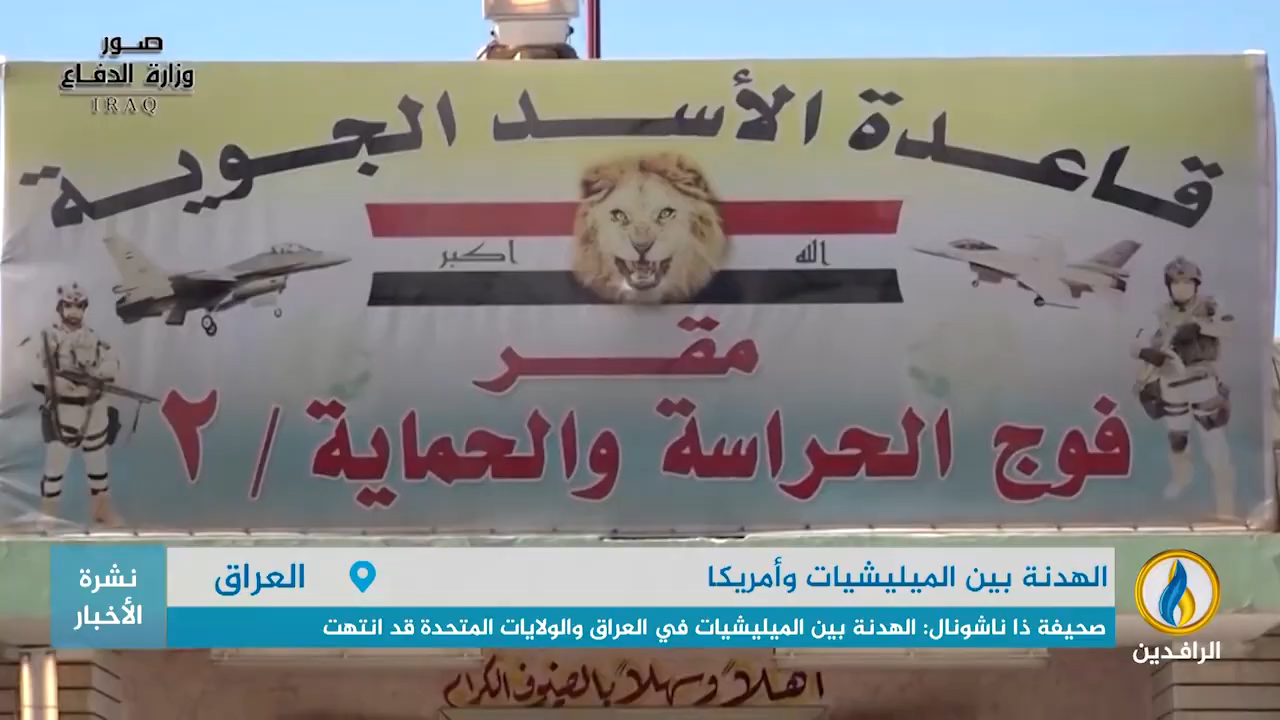 صور
وزارة الدفاع
IRAQ
قاعدة الأسد الجوية
الله اكبر
مقر
فوج الحراسة والحماية / ٢
الهدنة بين الميليشيات وأمريكا
العراق
نشرة الأخبار
صحيفة ذا ناشونال: الهدنة بين الميليشيات في العراق والولايات المتحدة قد انتهت
الرافدين
اهلاً وسهلاً بالضيوف الكرام